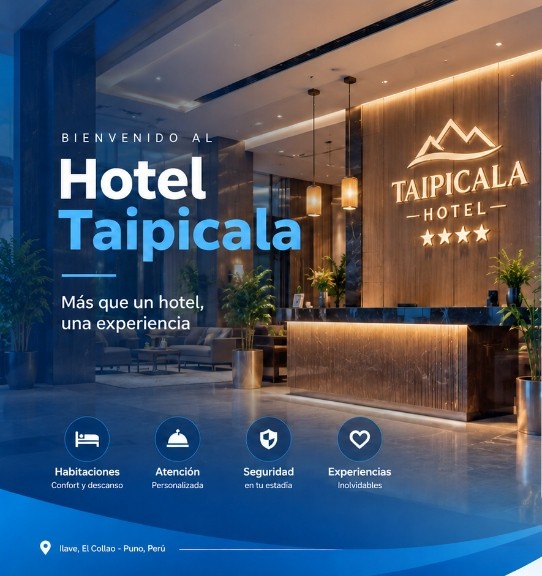 BIENVENIDO AL
Hotel
Taipicala
Más que un hotel,
una experiencia
TAIPICALA
HOTEL
Habitaciones
Confort y descanso
Atención
Personalizada
Seguridad
en tu estadía
Experiencias
Inolvidables
Ilave, El Collao - Puno, Perú